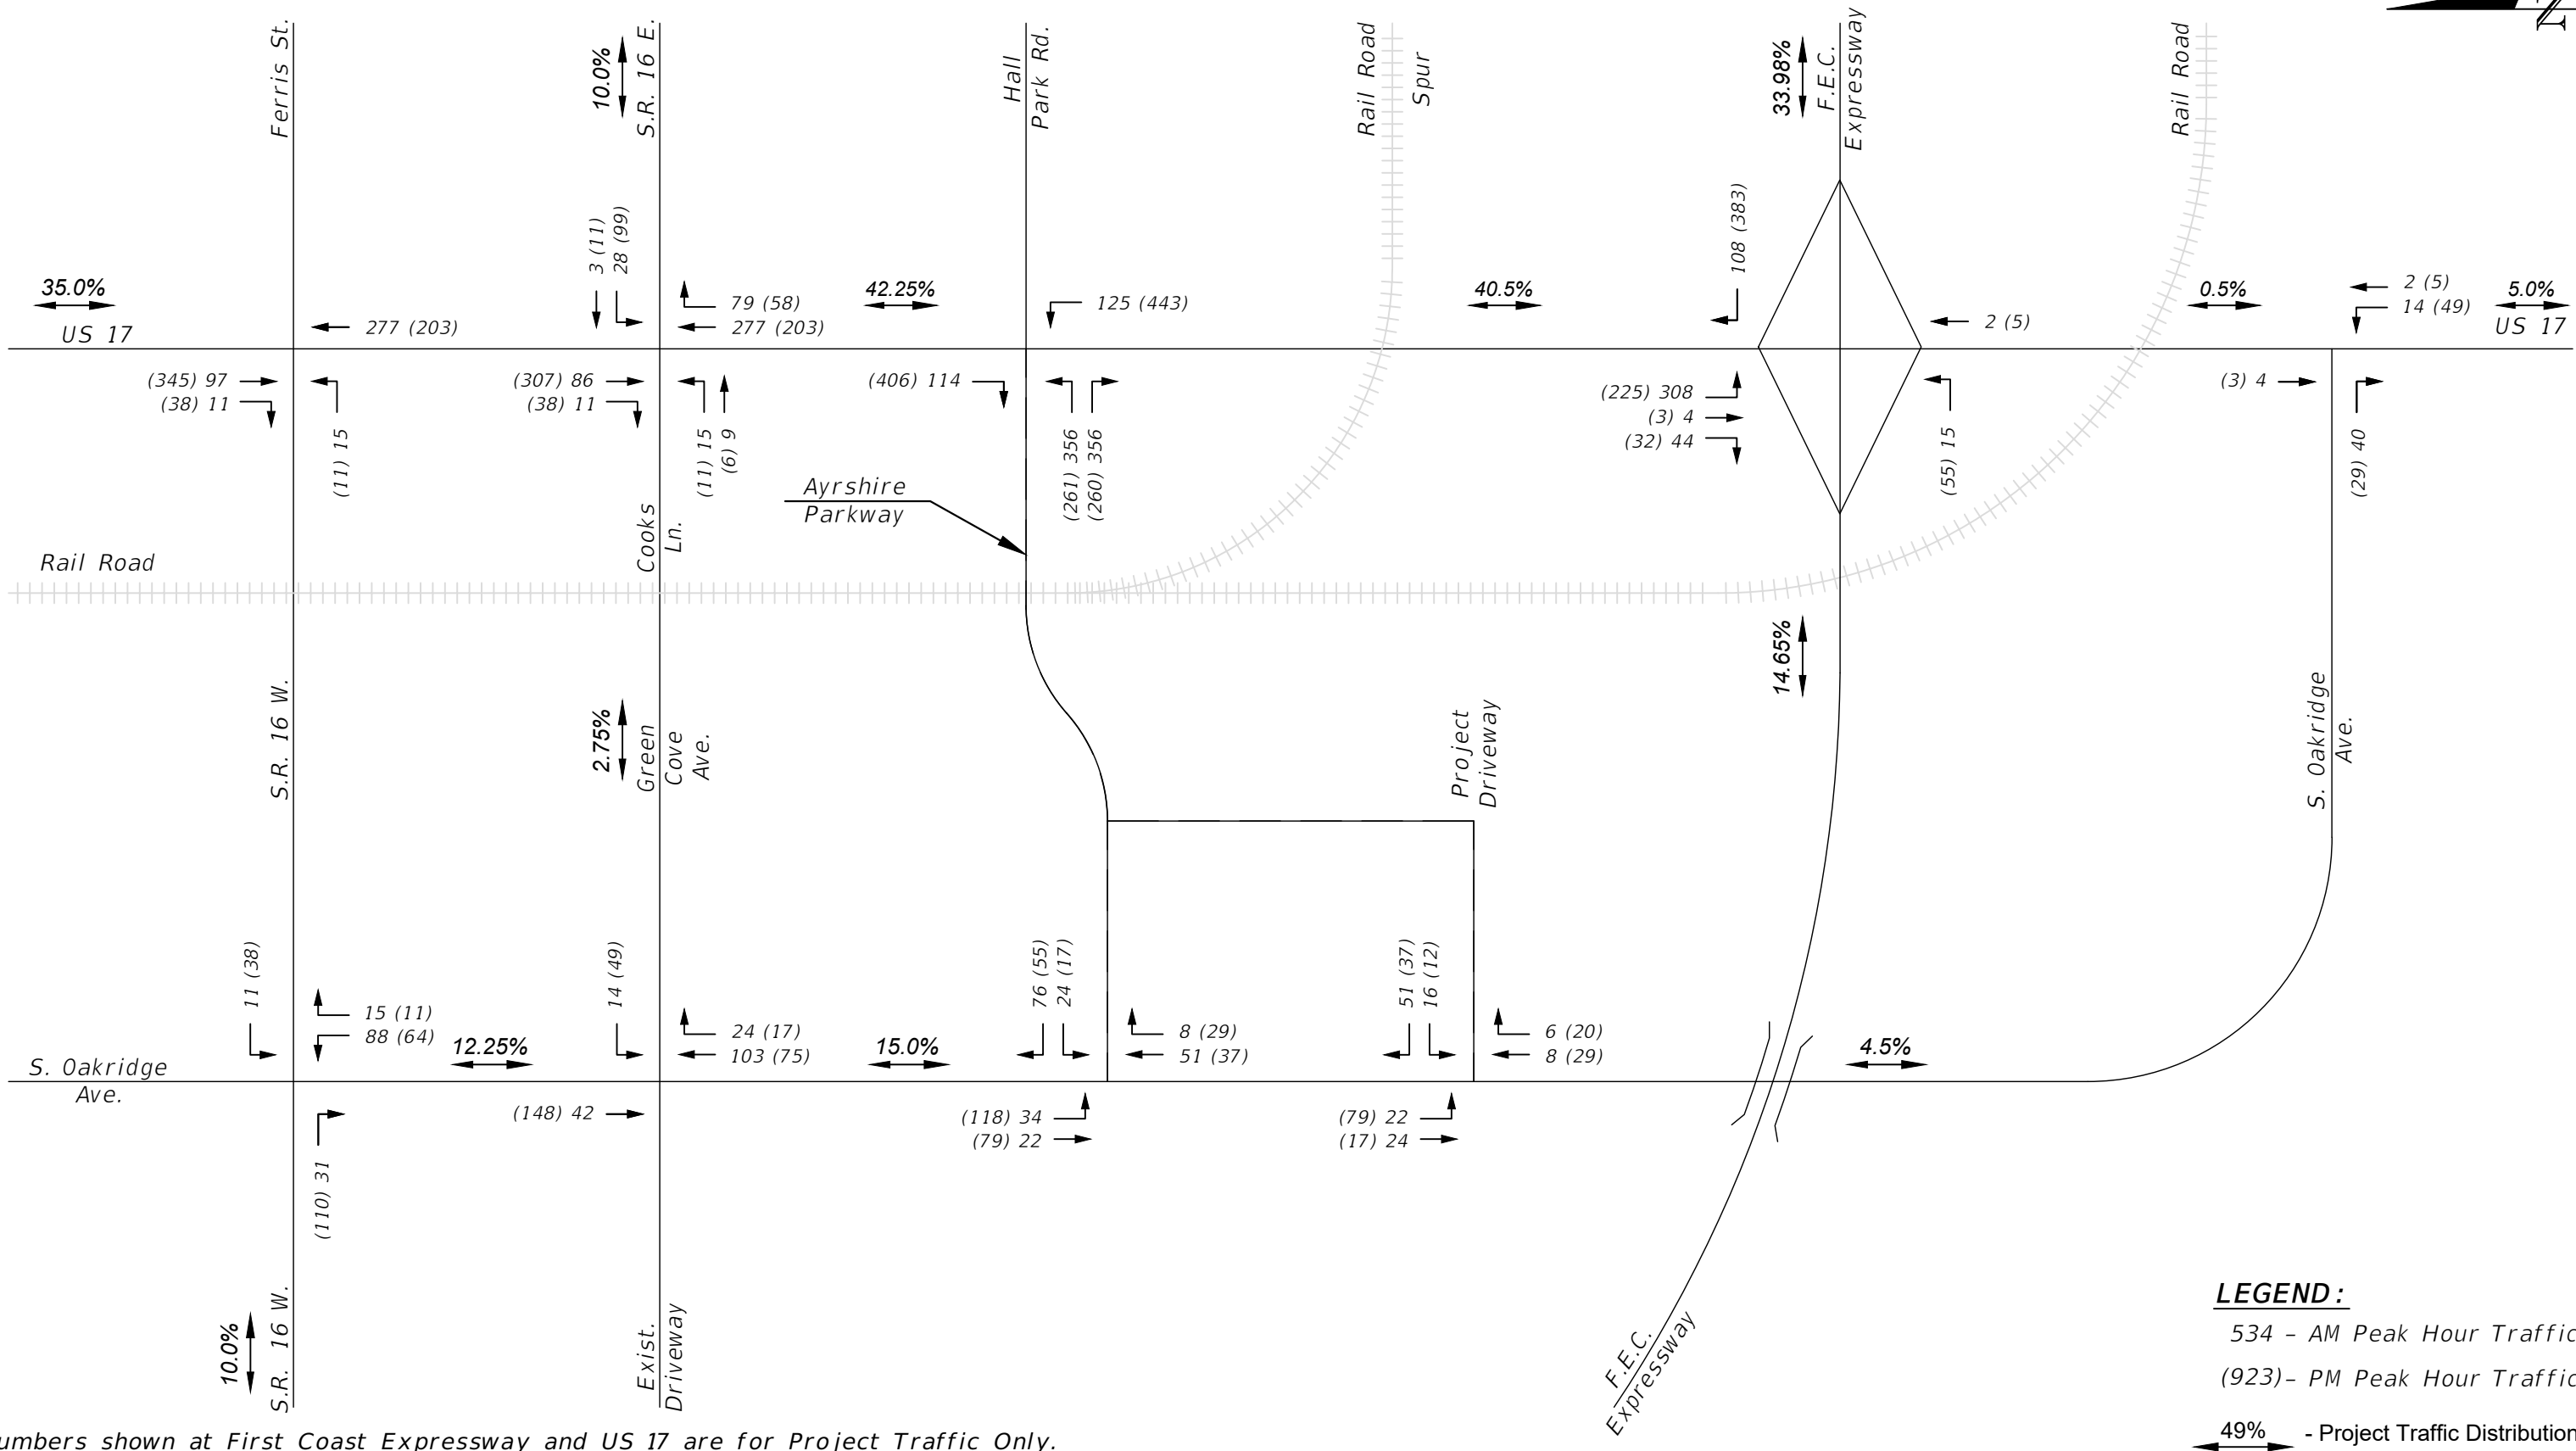 N
Ferris St.
10.0%
S.R. 16 E.
Hall
Park Rd.
Rail Road
Spur
33.98%
F.E.C.
Expressway
Rail Road
3 (11)
28 (99)
108 (383)
35.0%
US 17
277 (203)
79 (58)
277 (203)
42.25%
125 (443)
40.5%
2 (5)
0.5%
2 (5)
14 (49)
5.0%
US 17
(345) 97
(38) 11
(11) 15
(307) 86
(38) 11
(11) 15
(6) 9
(406) 114
(261) 356
(260) 356
(225) 308
(3) 4
(32) 44
(55) 15
(3) 4
(29) 40
Ayrshire
Parkway
Cooks
Ln.
Rail Road
S.R. 16 W.
2.75%
Green
Cove
Ave.
Project
Driveway
14.65%
S. Oakridge
Ave.
11 (38)
15 (11)
88 (64)
12.25%
14 (49)
24 (17)
103 (75)
15.0%
76 (55)
24 (17)
8 (29)
51 (37)
51 (37)
16 (12)
6 (20)
8 (29)
4.5%
S. Oakridge
Ave.
(110) 31
(148) 42
(118) 34
(79) 22
(79) 22
(17) 24
10.0%
S.R. 16 W.
Exist.
Driveway
F.E.C.
Expressway
LEGEND:
534 - AM Peak Hour Traffic
(923)- PM Peak Hour Traffic
49% - Project Traffic Distribution
umbers shown at First Coast Expressway and US 17 are for Project Traffic Only.